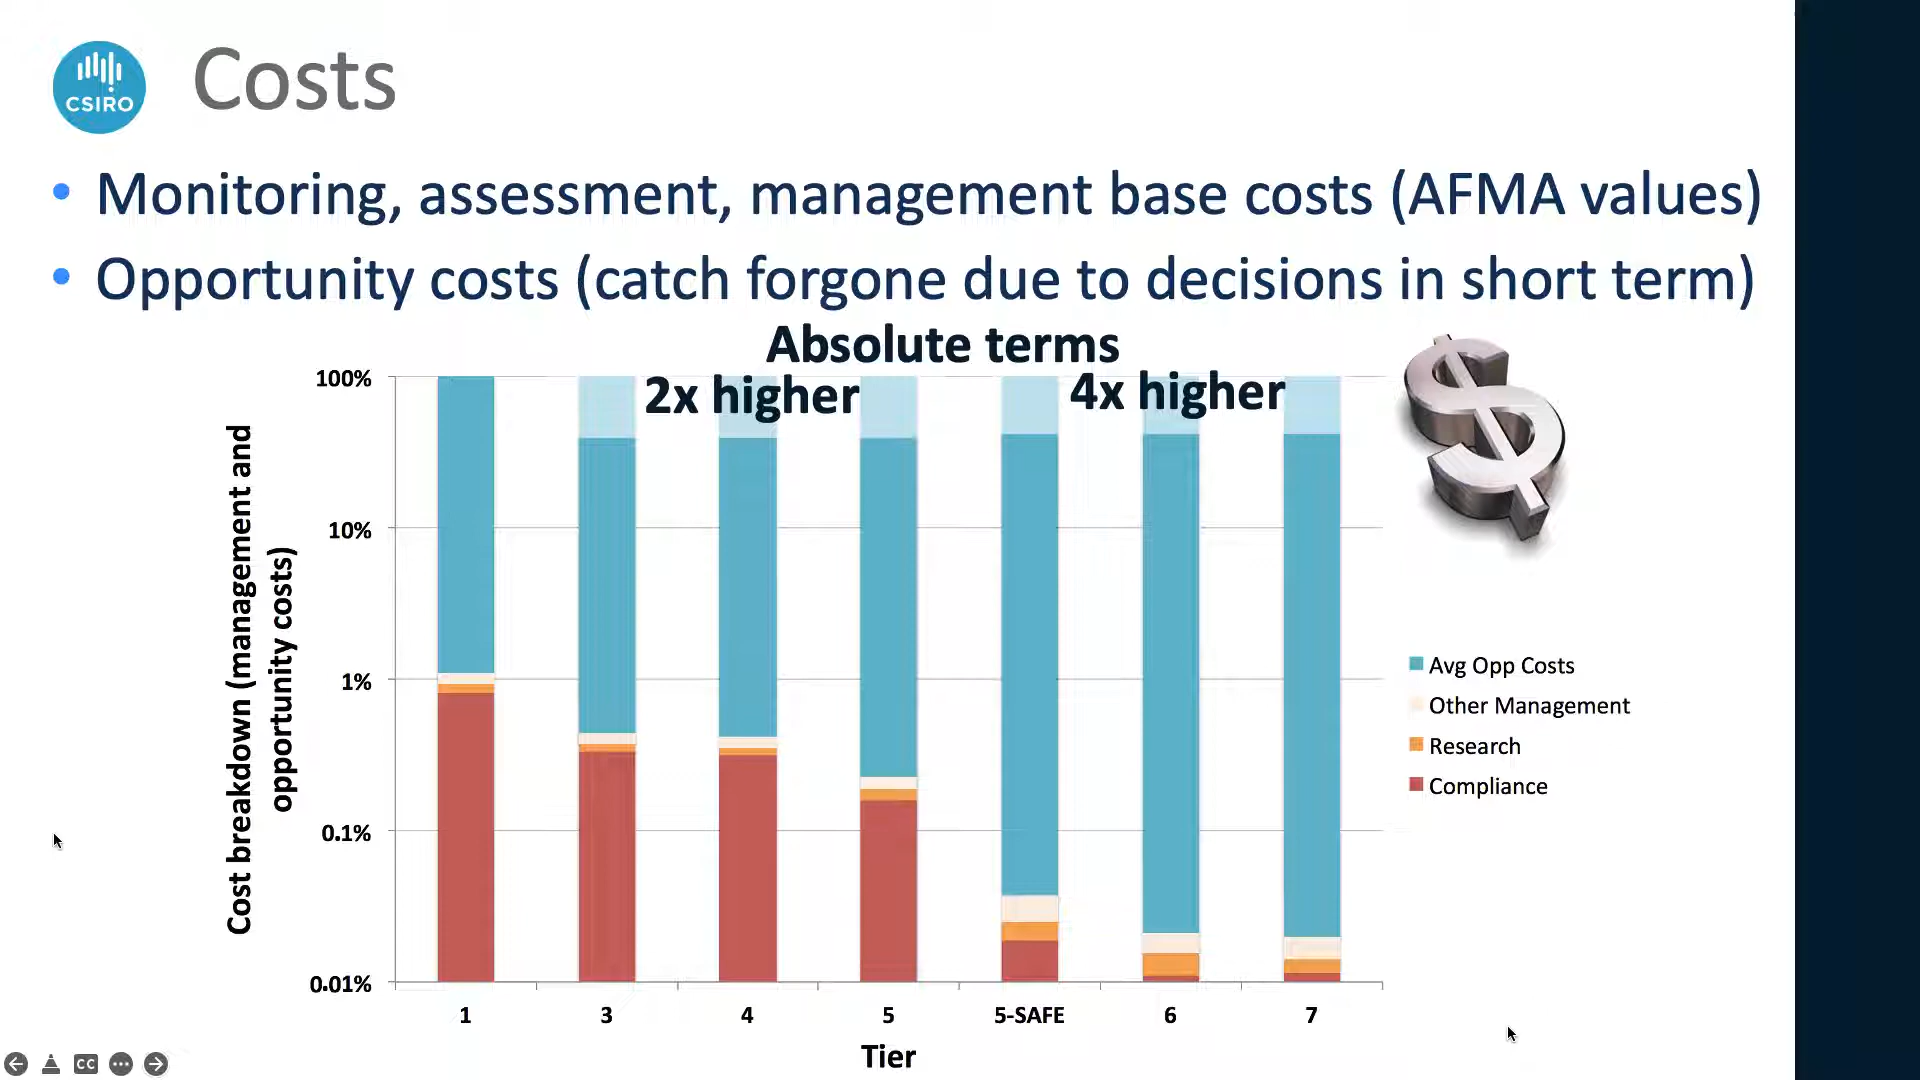 CSIRO
Costs
• Monitoring, assessment, management base costs (AFMA values)
• Opportunity costs (catch forgone due to decisions in short term)
Absolute terms
2x higher
4x higher
Cost breakdown (management and
opportunity costs)
100%
10%
1%
0.1%
0.01%
1
3
4
5
5-SAFE
6
7
Tier
Avg Opp Costs
Other Management
Research
Compliance
CC